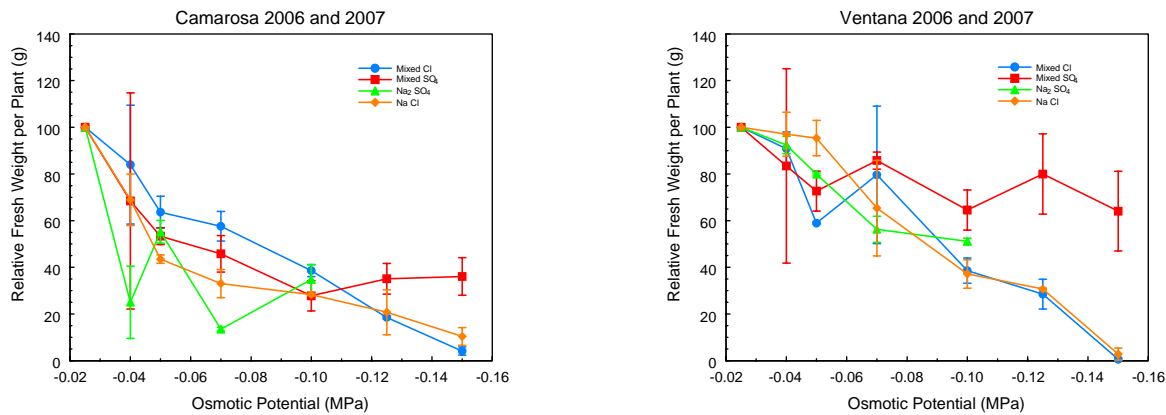 Camarosa 2006 and 2007
Relative Fresh Weight per Plant (g)
140
120
100
80
60
40
20
0
Mixed Cl
Mixed SO₄
Na₂ SO₄
Na Cl
-0.02 -0.04 -0.06 -0.08 -0.10 -0.12 -0.14 -0.16
Osmotic Potential (MPa)
Ventana 2006 and 2007
Relative Fresh Weight per Plant (g)
140
120
100
80
60
40
20
0
Mixed Cl
Mixed SO₄
Na₂ SO₄
Na Cl
-0.02 -0.04 -0.06 -0.08 -0.10 -0.12 -0.14 -0.16
Osmotic Potential (MPa)